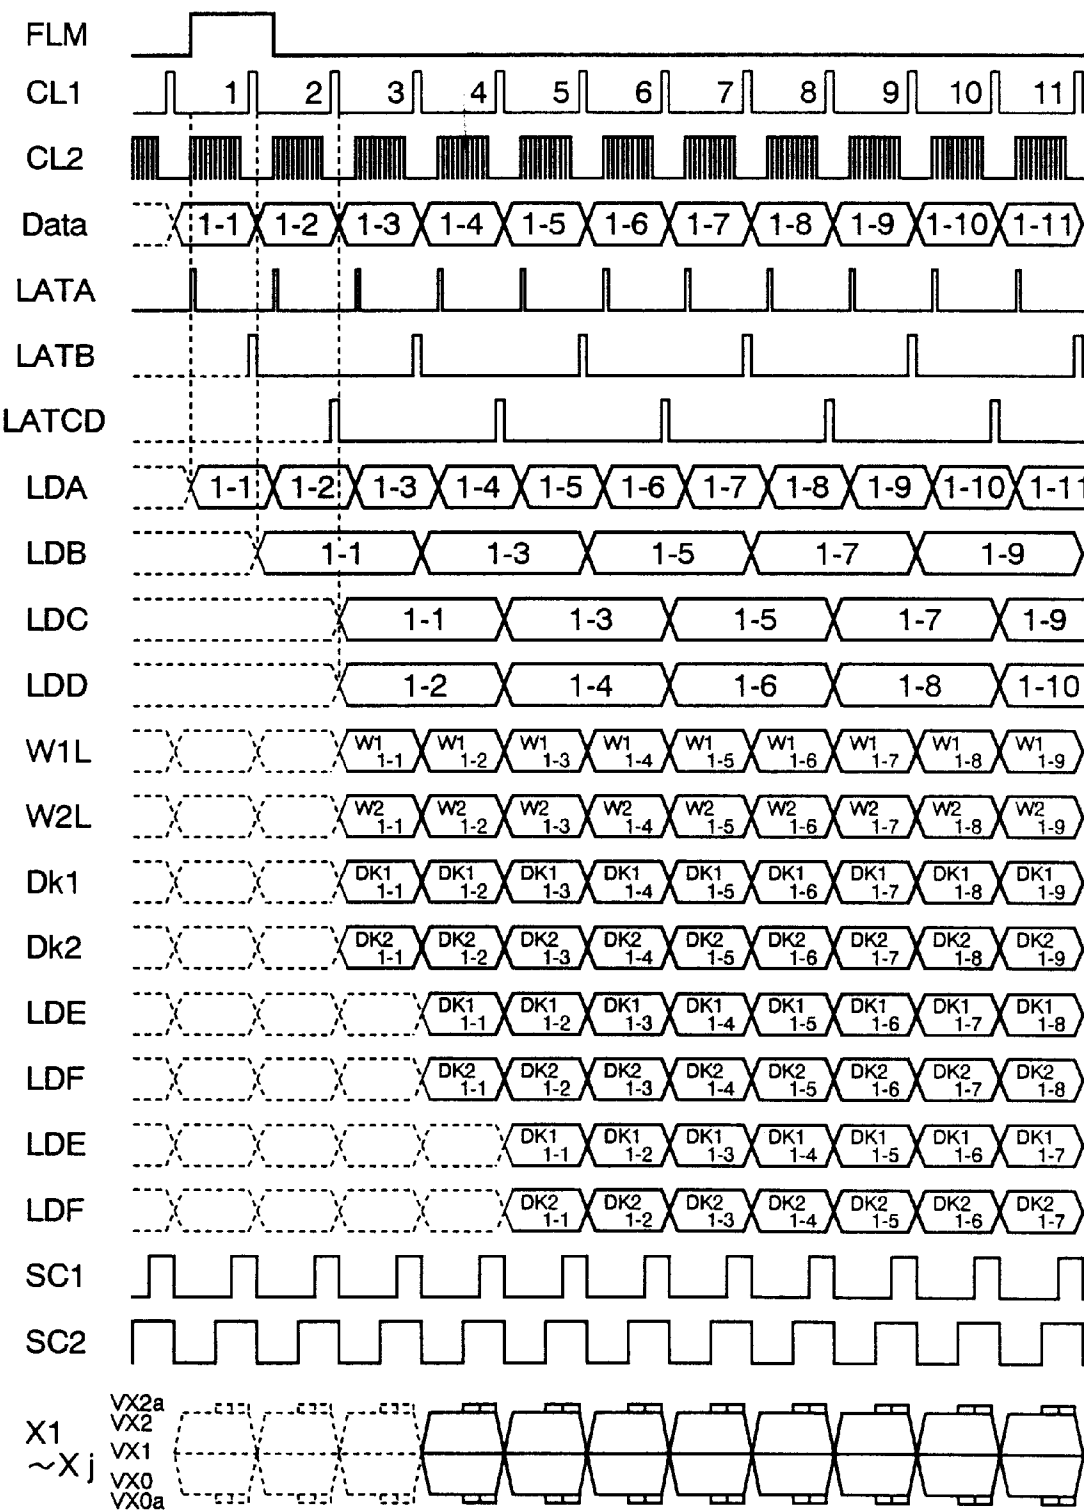 FLM
CL1 1 2 3 4 5 6 7 8 9 10 11
CL2
Data 1-1 1-2 1-3 1-4 1-5 1-6 1-7 1-8 1-9 1-10 1-11
LATA
LATB
LATCD
LDA 1-1 1-2 1-3 1-4 1-5 1-6 1-7 1-8 1-9 1-10 1-11
LDB 1-1 1-3 1-5 1-7 1-9
LDC 1-1 1-3 1-5 1-7 1-9
LDD 1-2 1-4 1-6 1-8 1-10
W1L W1 1-1 W1 1-2 W1 1-3 W1 1-4 W1 1-5 W1 1-6 W1 1-7 W1 1-8 W1 1-9
W2L W2 1-1 W2 1-2 W2 1-3 W2 1-4 W2 1-5 W2 1-6 W2 1-7 W2 1-8 W2 1-9
Dk1 DK1 1-1 DK1 1-2 DK1 1-3 DK1 1-4 DK1 1-5 DK1 1-6 DK1 1-7 DK1 1-8 DK1 1-9
Dk2 DK2 1-1 DK2 1-2 DK2 1-3 DK2 1-4 DK2 1-5 DK2 1-6 DK2 1-7 DK2 1-8 DK2 1-9
LDE DK1 1-1 DK1 1-2 DK1 1-3 DK1 1-4 DK1 1-5 DK1 1-6 DK1 1-7 DK1 1-8
LDF DK2 1-1 DK2 1-2 DK2 1-3 DK2 1-4 DK2 1-5 DK2 1-6 DK2 1-7 DK2 1-8
LDE DK1 1-1 DK1 1-2 DK1 1-3 DK1 1-4 DK1 1-5 DK1 1-6 DK1 1-7
LDF DK2 1-1 DK2 1-2 DK2 1-3 DK2 1-4 DK2 1-5 DK2 1-6 DK2 1-7
SC1
SC2
X1
~Xj
VX2a
VX2
VX1
VX0
VX0a